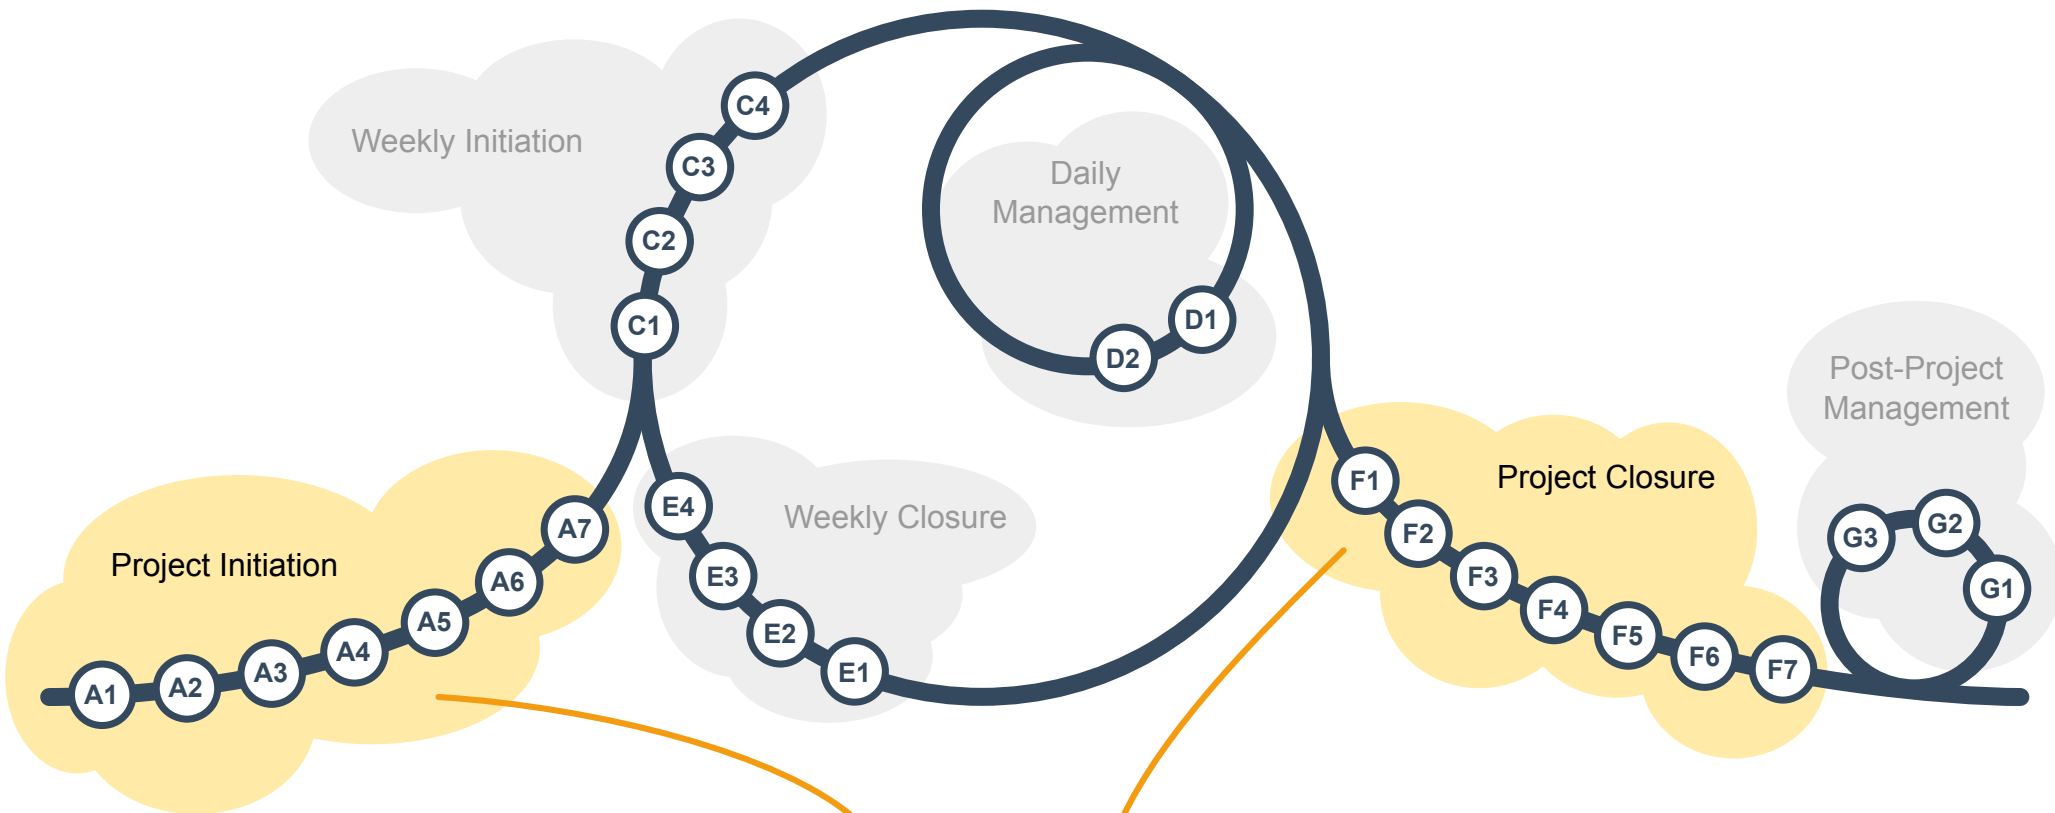 Weekly Initiation
C4
C3
C2
C1
Daily
Management
D1
D2
Project Initiation
A1
A2
A3
A4
A5
A6
A7
Weekly Closure
E4
E3
E2
E1
Project Closure
F1
F2
F3
F4
F5
F6
F7
Post-Project
Management
G3
G2
G1